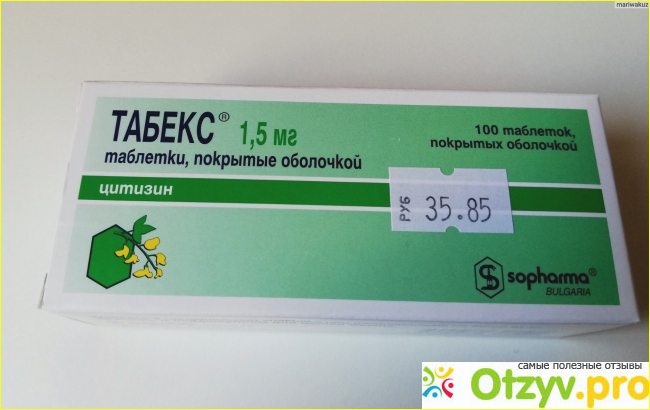 mariwakuz
ТАБЕКС® 1,5 мг
таблетки, покрытые оболочкой
100 таблеток,
покрытых оболочкой
цитизин
РУБ 35.85
sopharma®
BULGARIA
самые полезные отзывы
Otzyv.pro